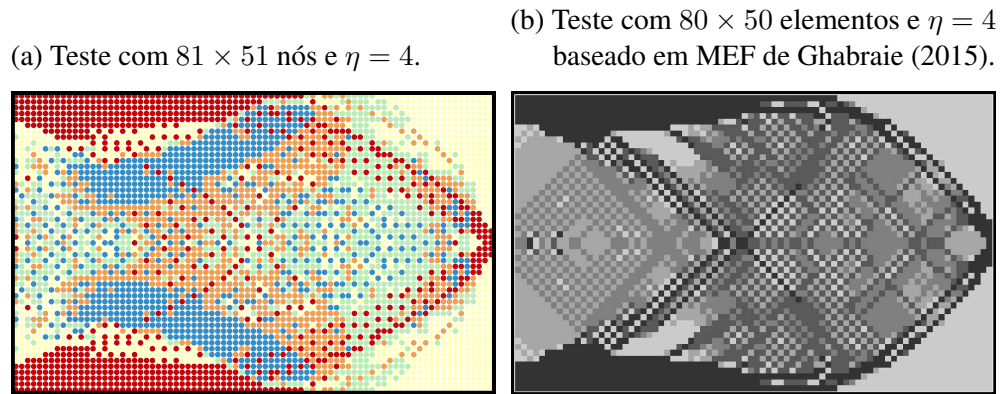 (a) Teste com 81 × 51 nós e η = 4.
(b) Teste com 80 × 50 elementos e η = 4
baseado em MEF de Ghabraie (2015).